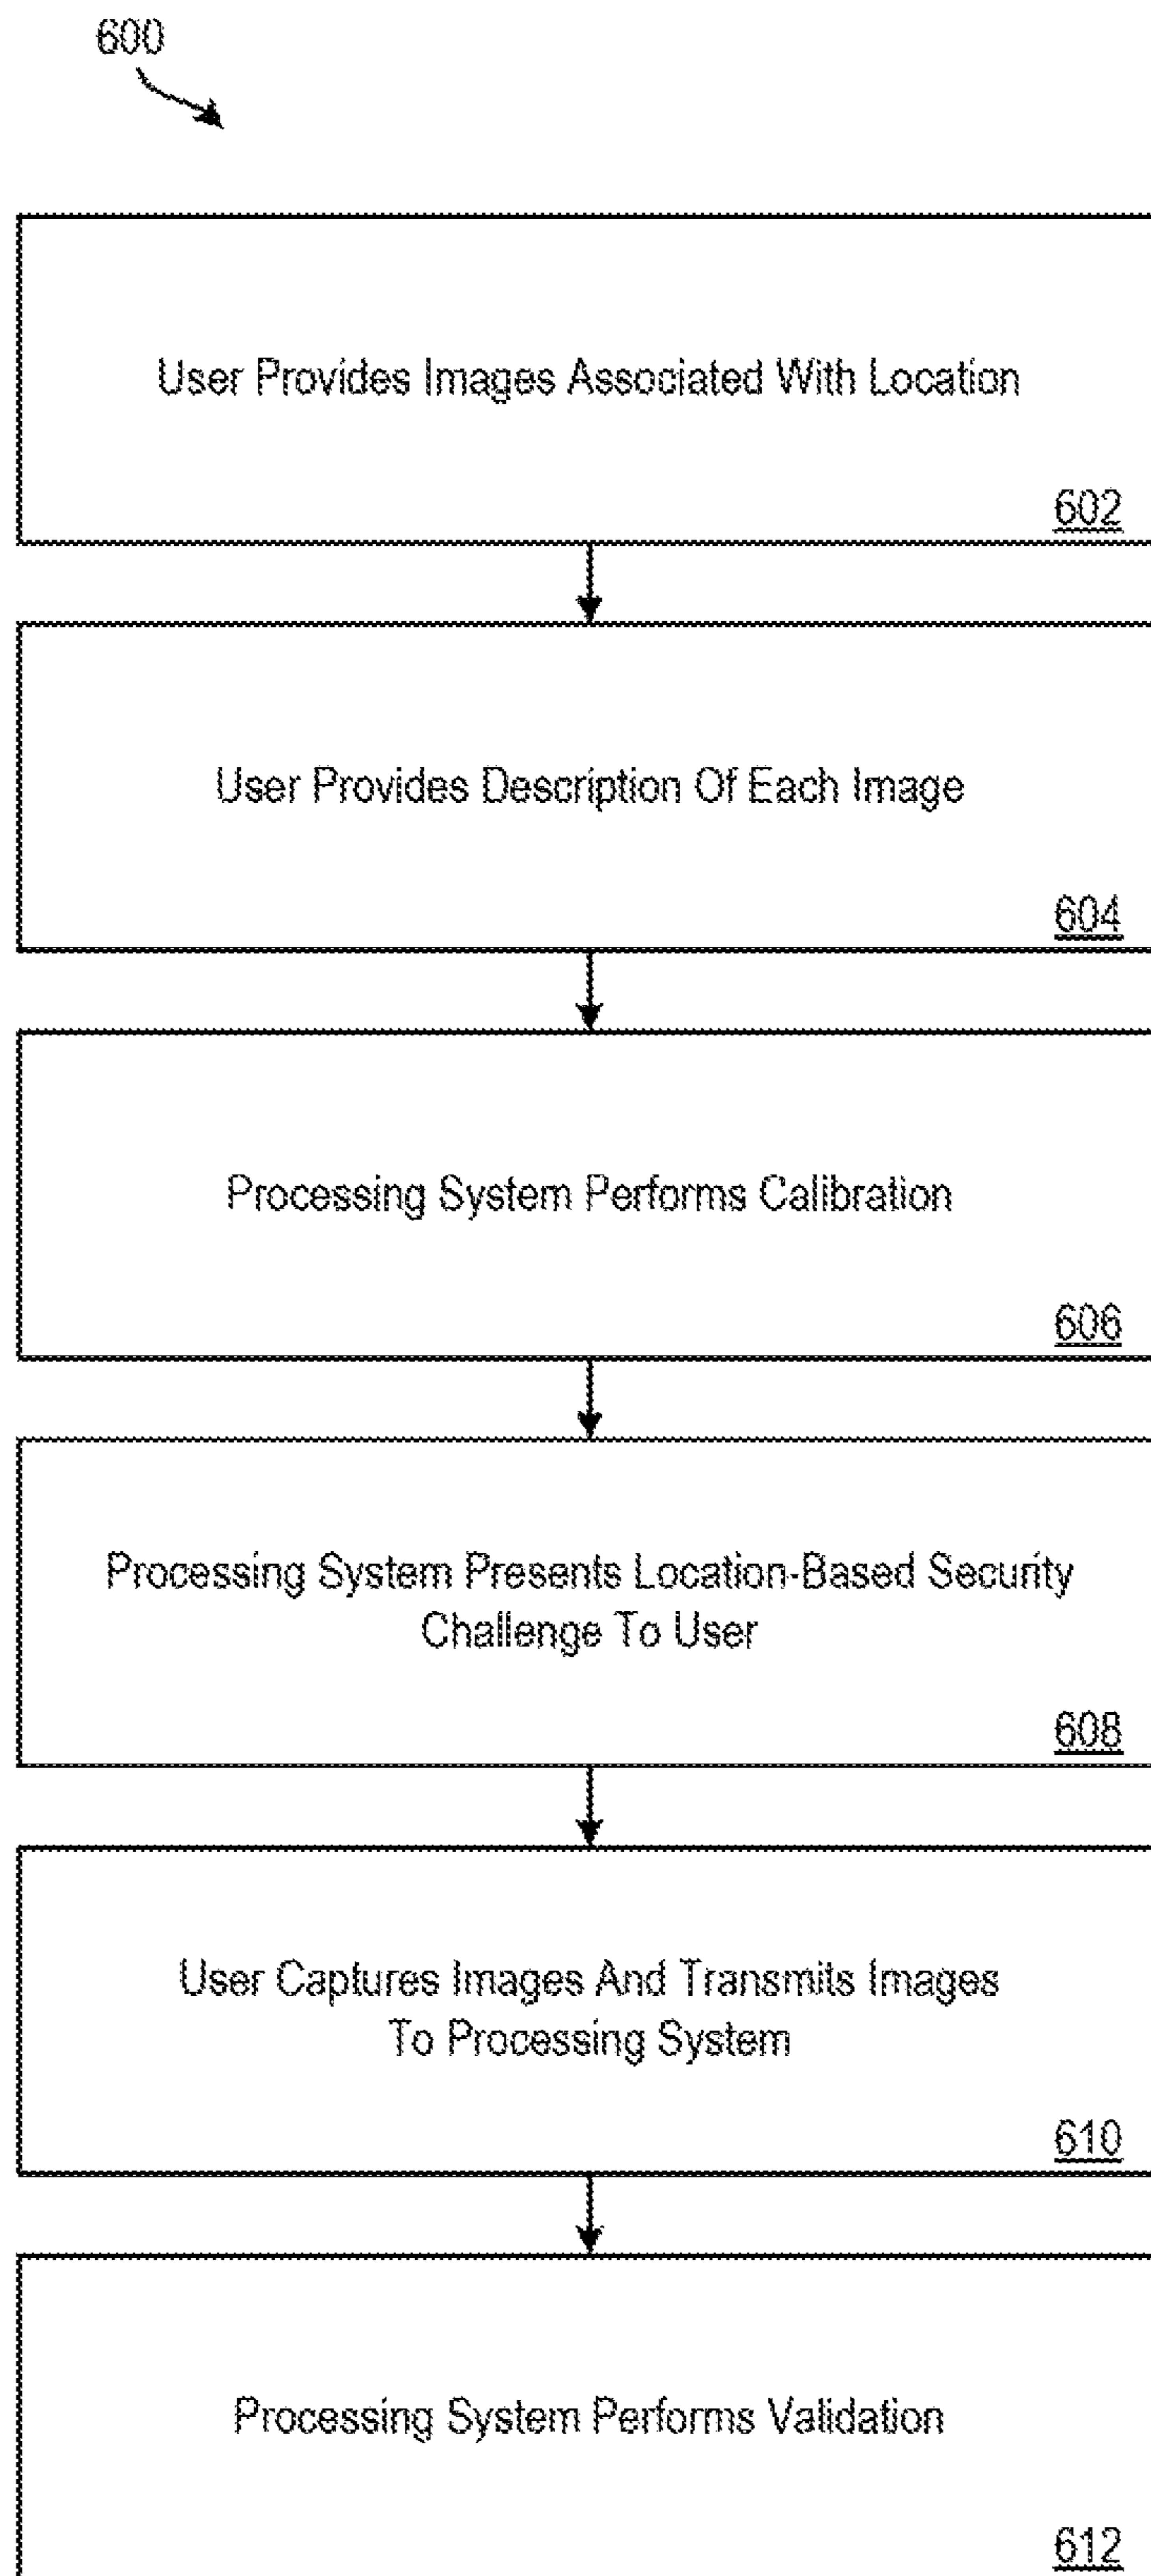 600
User Provides Images Associated With Location
602
User Provides Description Of Each Image
604
Processing System Performs Calibration
606
Processing System Presents Location-Based Security
Challenge To User
608
User Captures Images And Transmits Images
To Processing System
610
Processing System Performs Validation
612